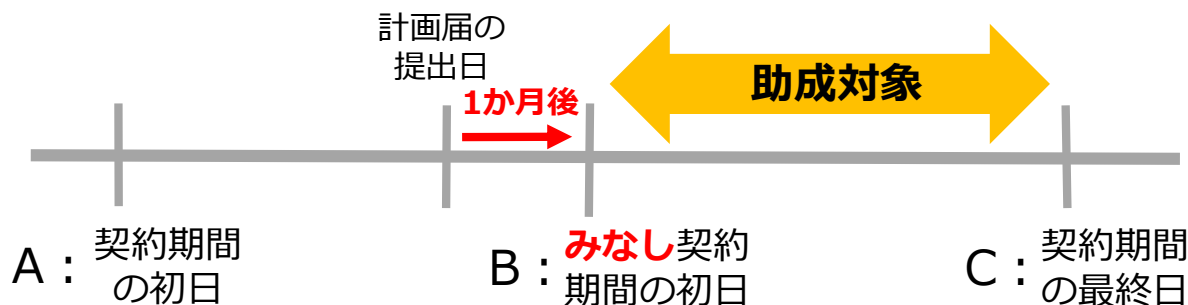 計画届の
提出日
1か月後
助成対象
A：契約期間
の初日
B：みなし契約
期間の初日
C：契約期間
の最終日